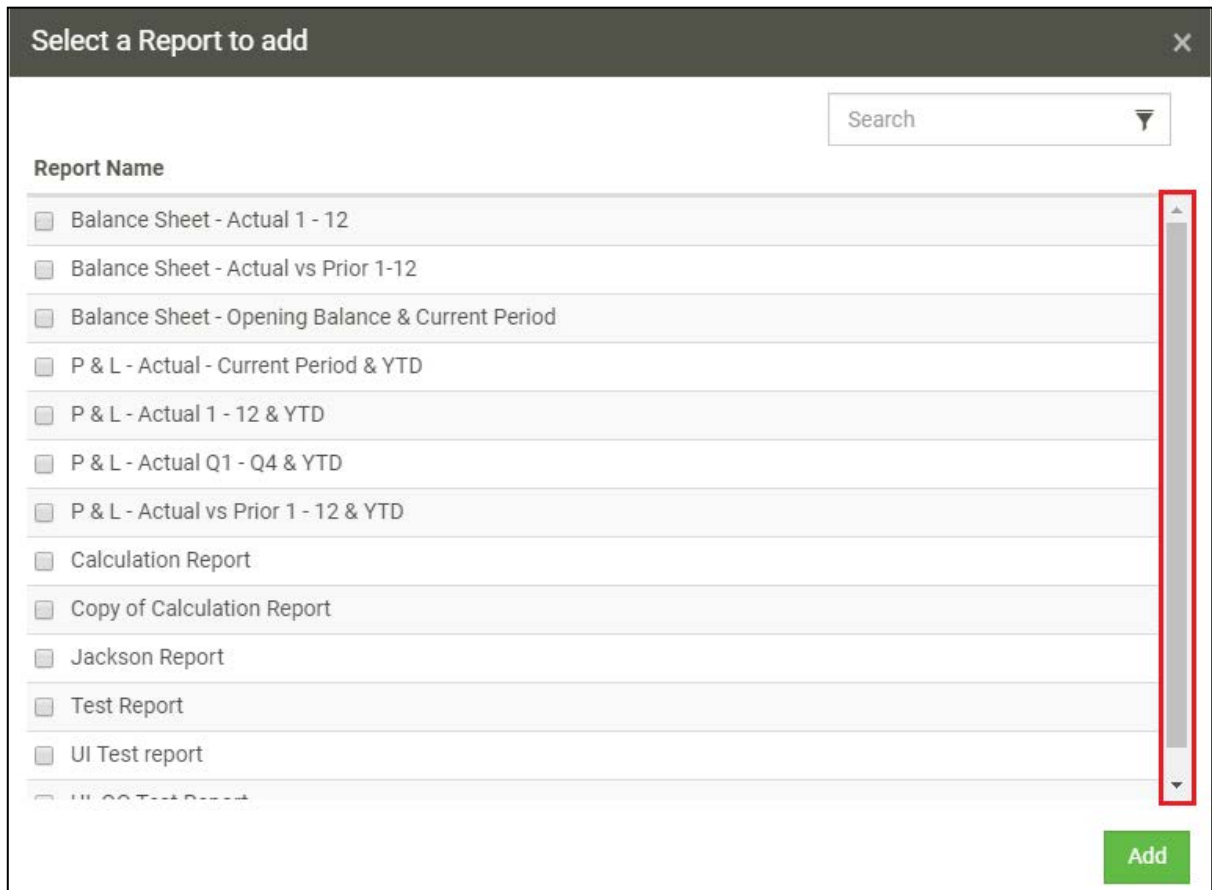 Select a Report to add
Search
Report Name
Balance Sheet - Actual 1 - 12
Balance Sheet - Actual vs Prior 1-12
Balance Sheet - Opening Balance & Current Period
P & L - Actual - Current Period & YTD
P & L - Actual 1 - 12 & YTD
P & L - Actual Q1 - Q4 & YTD
P & L - Actual vs Prior 1 - 12 & YTD
Calculation Report
Copy of Calculation Report
Jackson Report
Test Report
UI Test report
Test Report
Add